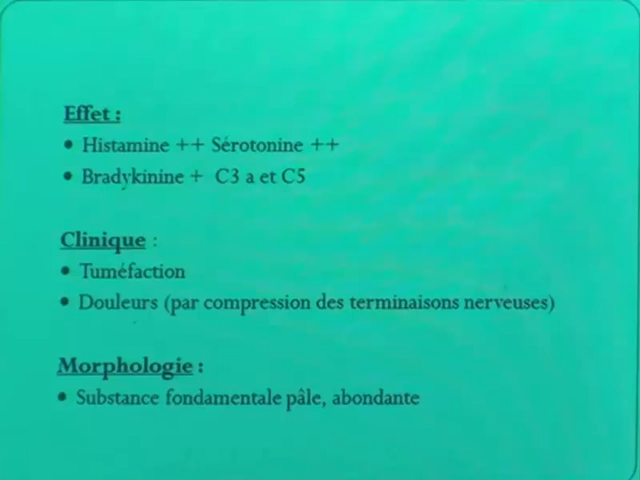 Effet :
• Histamine ++ Sérotonine ++
• Bradykinine + C3 a et C5
Clinique :
• Tuméfaction
• Douleurs (par compression des terminaisons nerveuses)
Morphologie :
• Substance fondamentale pâle, abondante